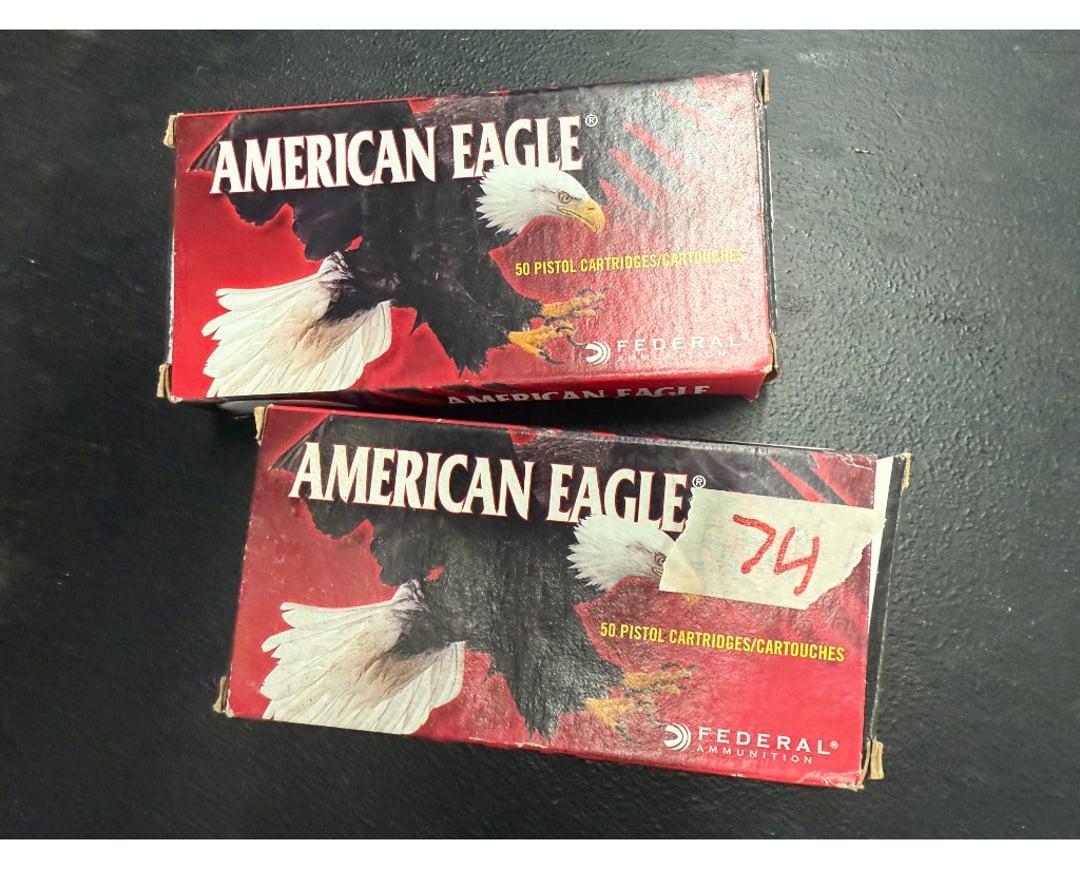 AMERICAN EAGLE®
50 PISTOL CARTRIDGES/CARTOUCHES
FEDERAL®
AMMUNITION
AMERICAN EAGLE
AMERICAN EAGLE®
74
50 PISTOL CARTRIDGES/CARTOUCHES
FEDERAL®
AMMUNITION